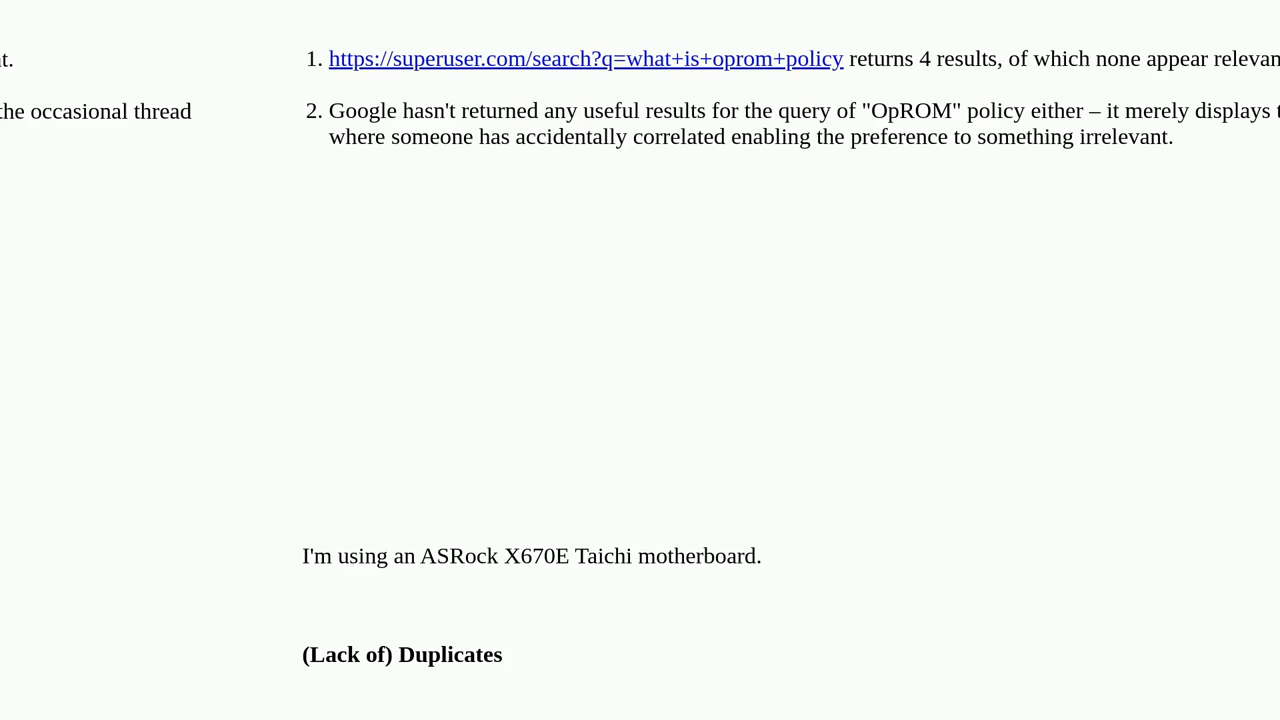 t.
the occasional thread
1. https://superuser.com/search?q=what+is+oprom+policy returns 4 results, of which none appear relevan
2. Google hasn't returned any useful results for the query of "OpROM" policy either – it merely displays t
where someone has accidentally correlated enabling the preference to something irrelevant.
I'm using an ASRock X670E Taichi motherboard.
(Lack of) Duplicates